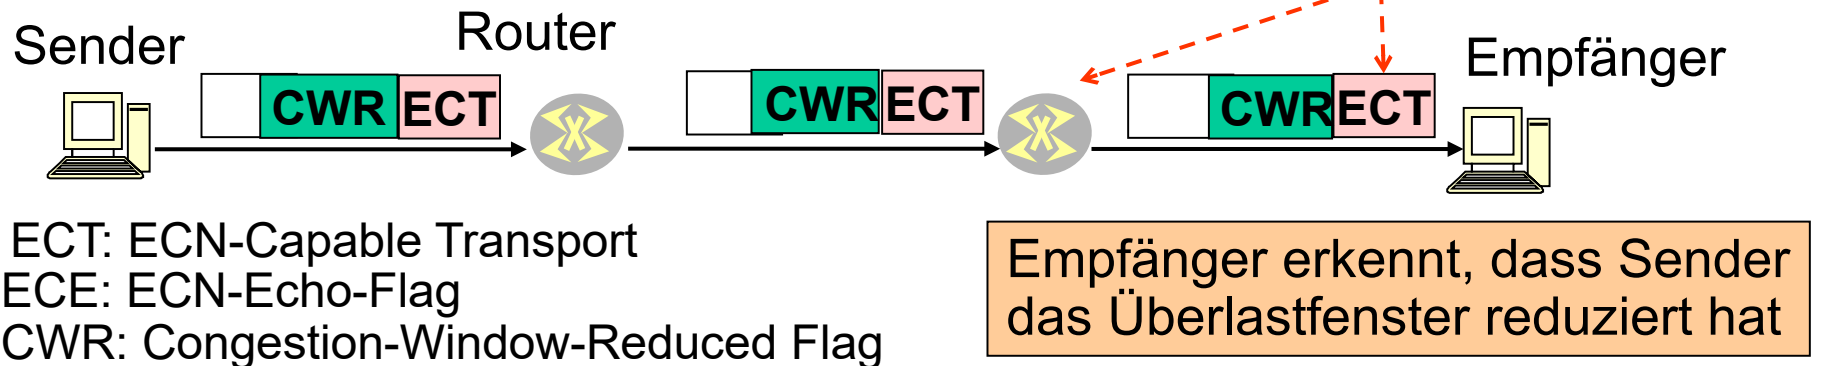 Sender
Router
Empfänger
CWR ECT
CWR ECT
CWR ECT
ECT: ECN-Capable Transport
ECE: ECN-Echo-Flag
CWR: Congestion-Window-Reduced Flag
Empfänger erkennt, dass Sender
das Überlastfenster reduziert hat